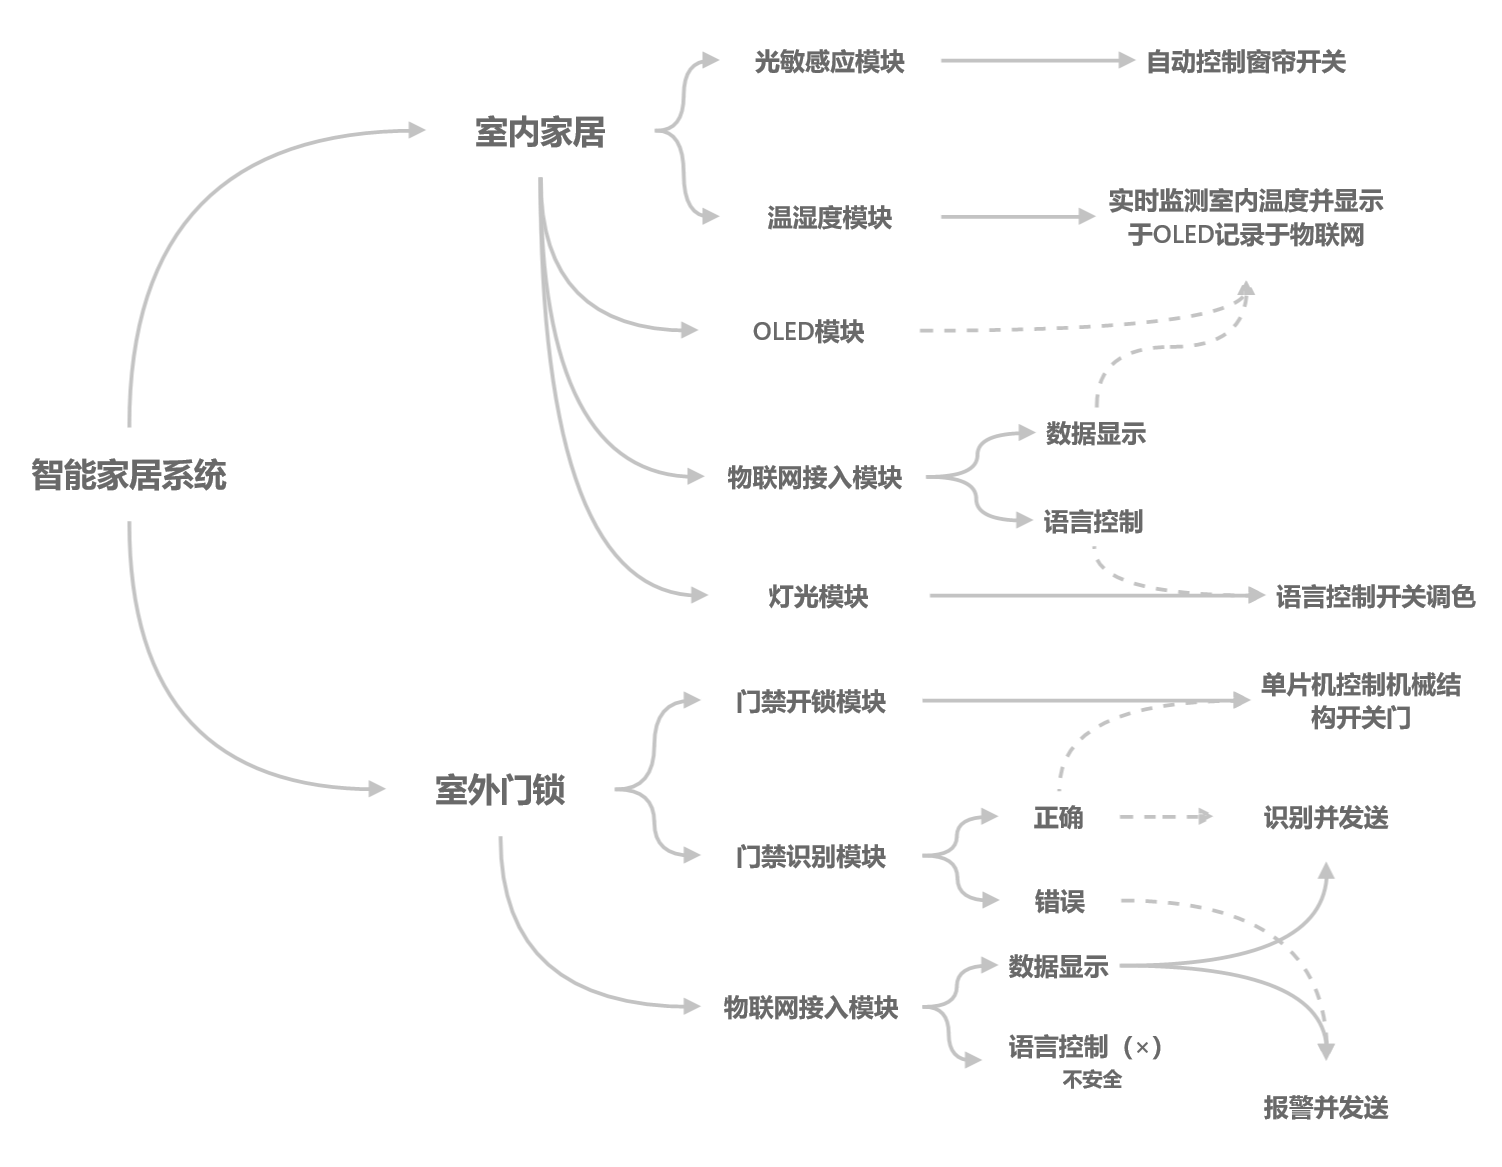 光敏感应模块
自动控制窗帘开关
室内家居
温湿度模块
实时监测室内温度并显示
于OLED记录于物联网
OLED模块
数据显示
智能家居系统
物联网接入模块
语言控制
灯光模块
语言控制开关调色
门禁开锁模块
单片机控制机械结
构开关门
室外门锁
正确
识别并发送
门禁识别模块
错误
数据显示
物联网接入模块
语言控制（×）
不安全
报警并发送